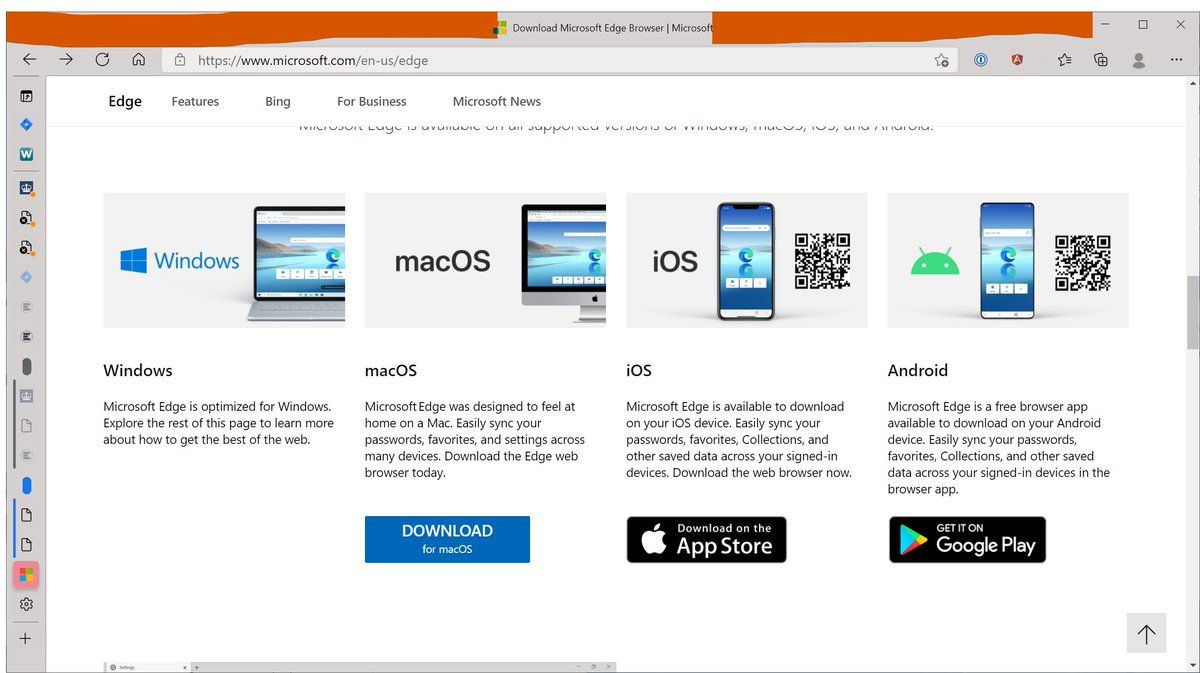 Download Microsoft Edge Browser | Microsoft
https://www.microsoft.com/en-us/edge
Edge
Features
Bing
For Business
Microsoft News
Microsoft Edge is available on all supported versions of Windows, macOS, iOS, and Android.
Windows
macOS
iOS
Windows
Microsoft Edge is optimized for Windows.
Explore the rest of this page to learn more
about how to get the best of the web.
macOS
Microsoft Edge was designed to feel at
home on a Mac. Easily sync your
passwords, favorites, and settings across
many devices. Download the Edge web
browser today.
DOWNLOAD
for macOS
iOS
Microsoft Edge is available to download
on your iOS device. Easily sync your
passwords, favorites, Collections, and
other saved data across your signed-in
devices. Download the web browser now.
Download on the
App Store
Android
Microsoft Edge is a free browser app
available to download on your Android
device. Easily sync your passwords,
favorites, Collections, and other saved
data across your signed-in devices in the
browser app.
GET IT ON
Google Play
Settings